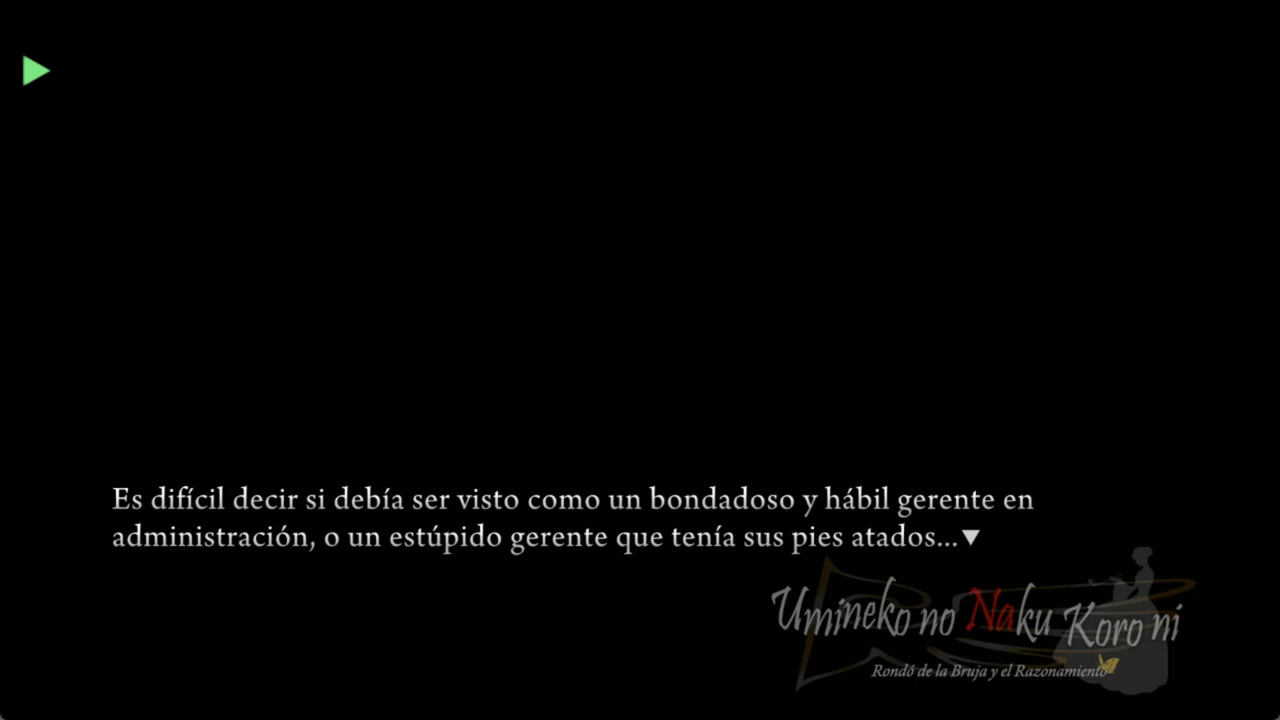 Es difícil decir si debía ser visto como un bondadoso y hábil gerente en
administración, o un estúpido gerente que tenía sus pies atados...
Umineko no Naku Koro ni
Rondó de la Bruja y el Razonamiento